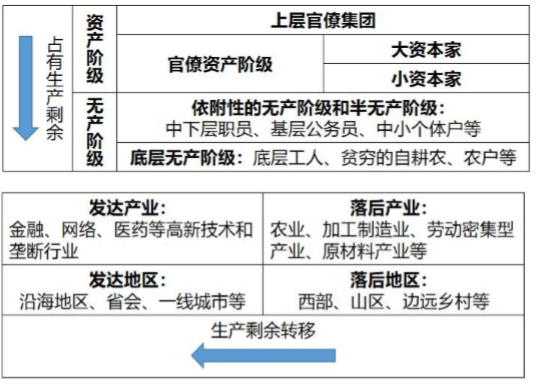 占有生产剩余
资产阶级
上层官僚集团
官僚资产阶级
大资本家
小资本家
无产阶级
依附性的无产阶级和半无产阶级：
中下层职员、基层公务员、中小个体户等
底层无产阶级：底层工人、贫穷的自耕农、农户等
发达产业：
金融、网络、医药等高新技术和
垄断行业
落后产业：
农业、加工制造业、劳动密集型
产业、原材料产业等
发达地区：
沿海地区、省会、一线城市等
落后地区：
西部、山区、边远乡村等
生产剩余转移